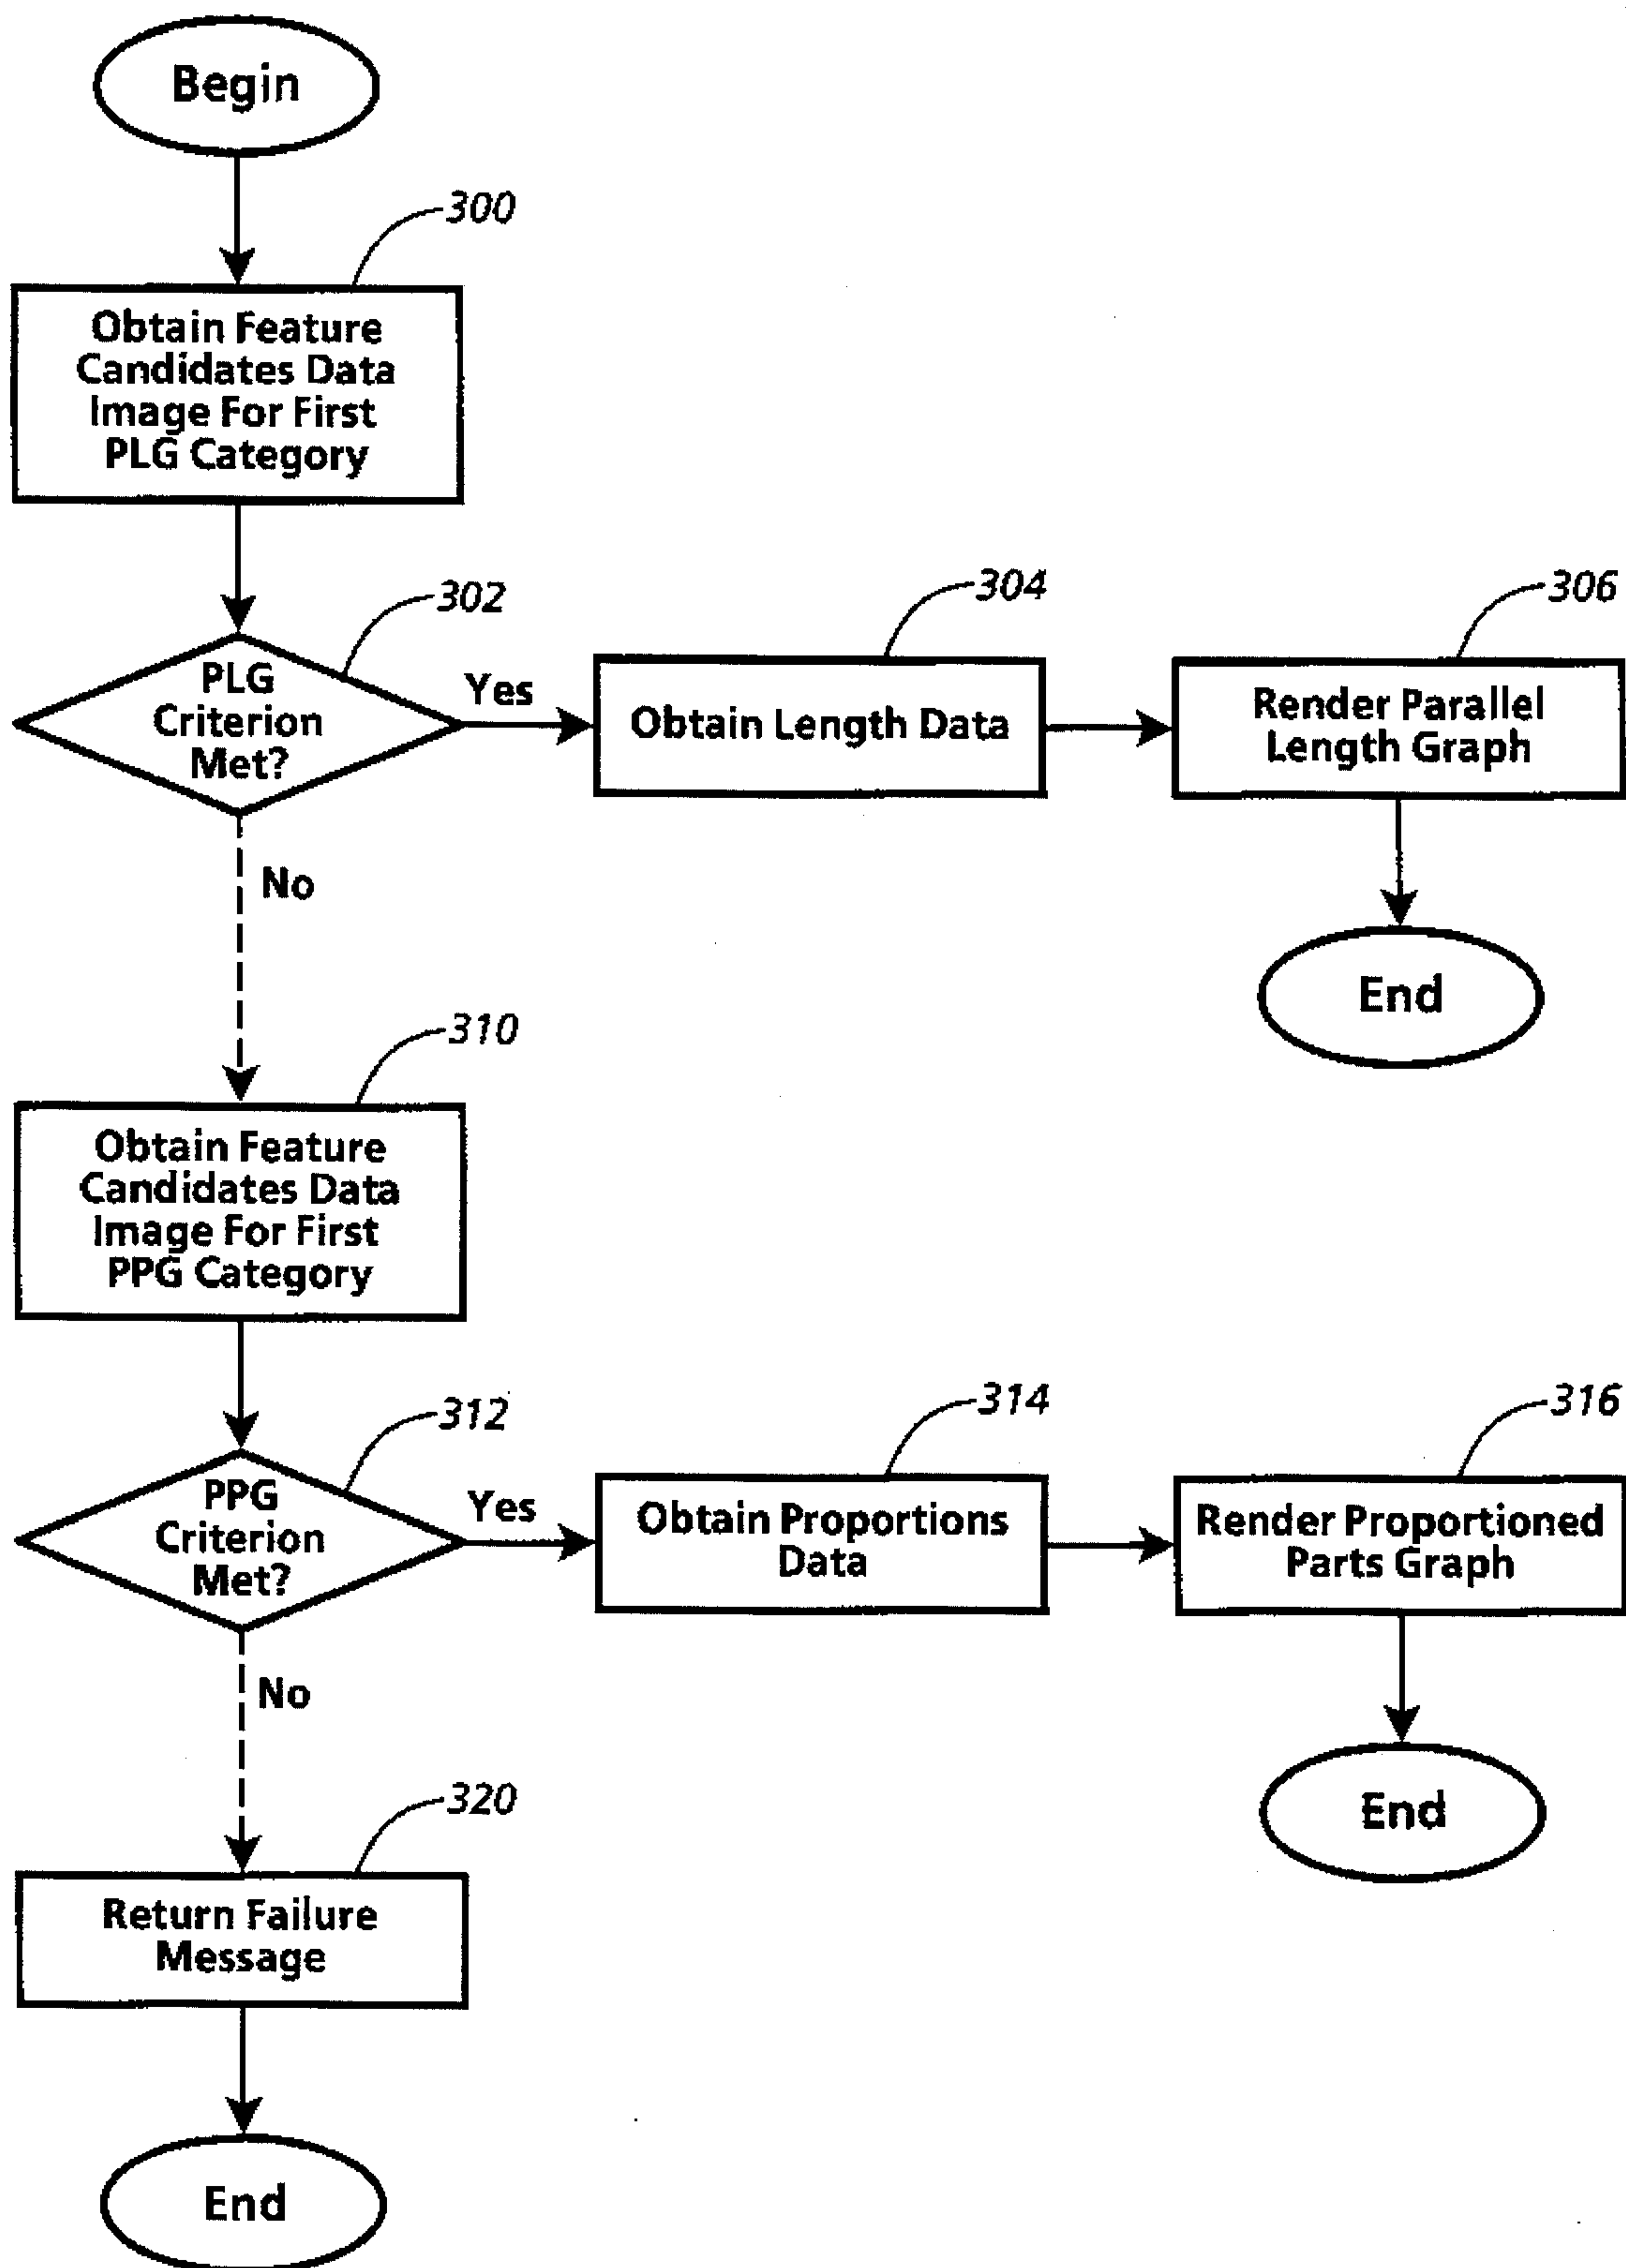 Begin
300
Obtain Feature
Candidates Data
Image For First
PLG Category
302
PLG
Criterion
Met?
Yes
304
Obtain Length Data
306
Render Parallel
Length Graph
End
No
310
Obtain Feature
Candidates Data
Image For First
PPG Category
312
PPG
Criterion
Met?
Yes
314
Obtain Proportions
Data
316
Render Proportioned
Parts Graph
End
No
320
Return Failure
Message
End